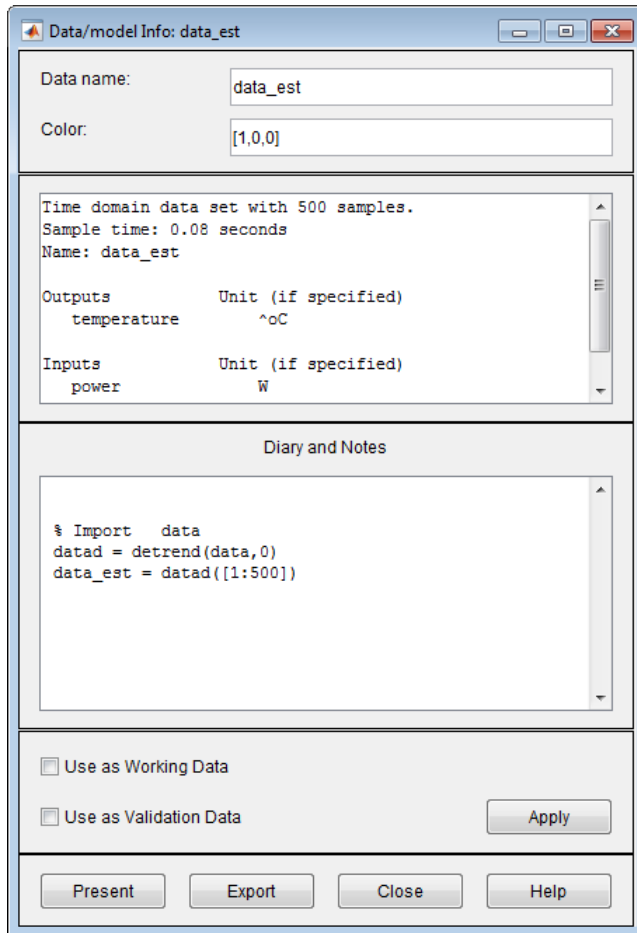 Data/model Info: data_est
Data name:
data_est
Color:
[1,0,0]
Time domain data set with 500 samples.
Sample time: 0.08 seconds
Name: data_est
Outputs Unit (if specified)
temperature ^oC
Inputs Unit (if specified)
power W
Diary and Notes
% Import data
datad = detrend(data,0)
data_est = datad([1:500])
Use as Working Data
Use as Validation Data
Apply
Present Export Close Help